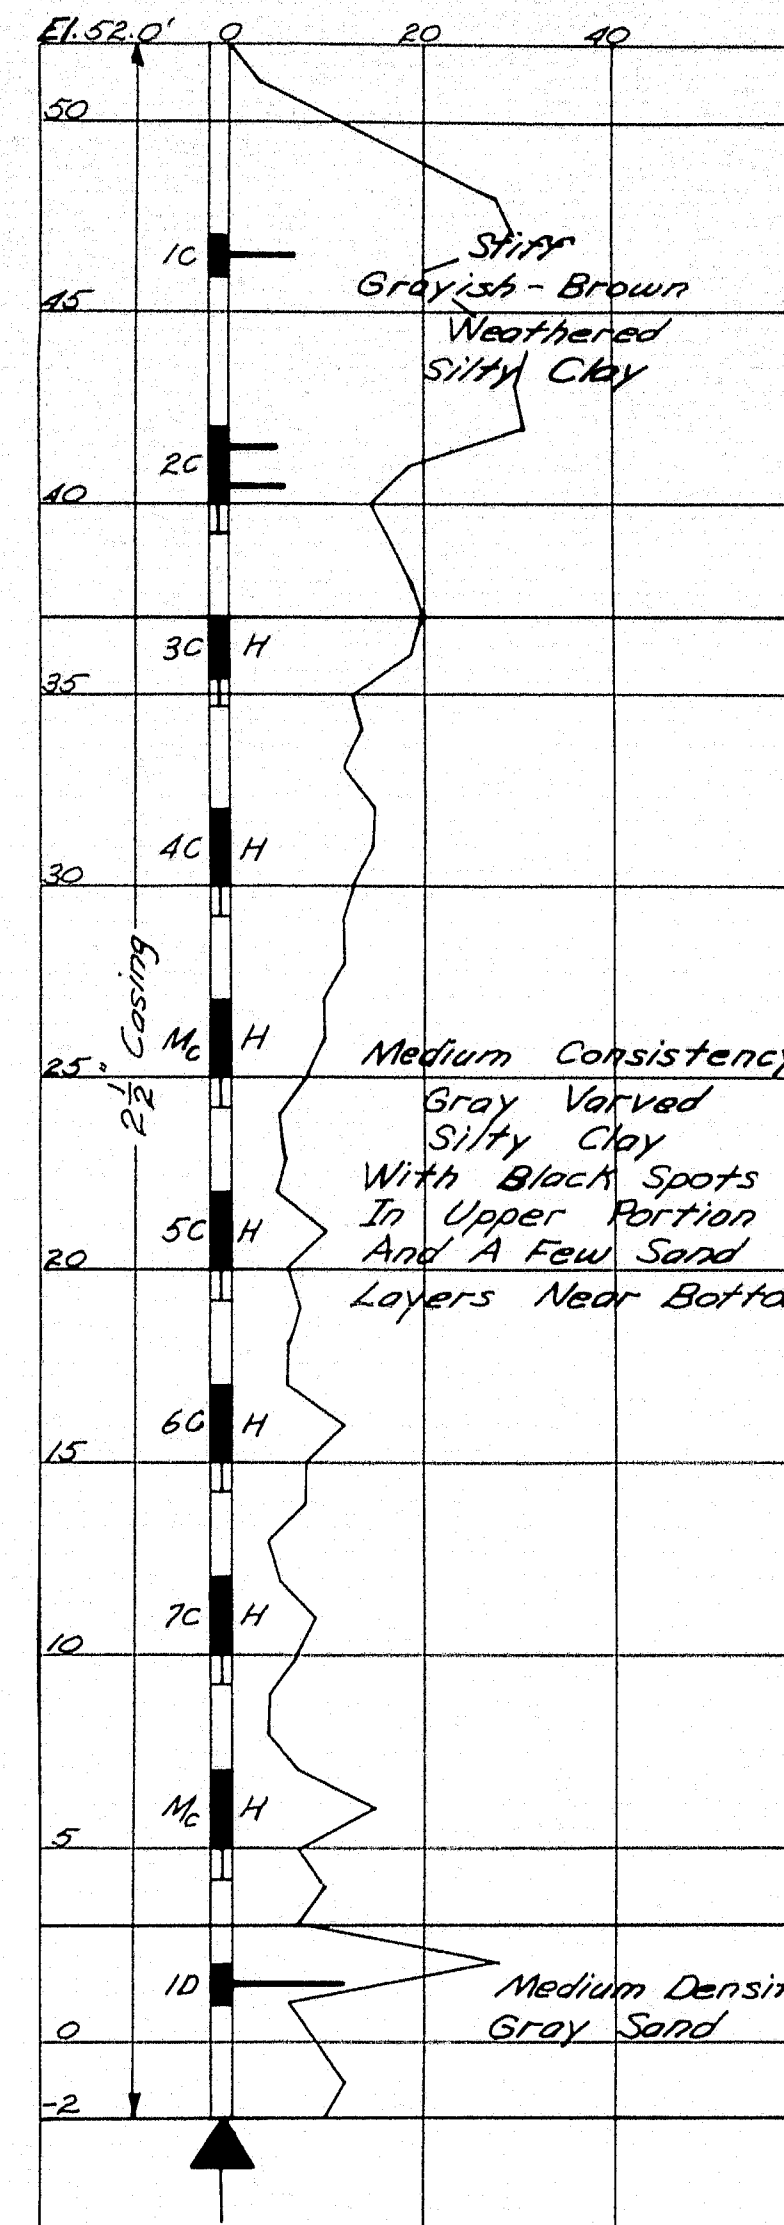 El. 52.0' 0 20 40
50
1C
Stiff
Grayish - Brown
45
Weathered
Silty Clay
2C
40
3C H
35
4C H
30
2½" Casing
Mc H
Medium Consistency
25
Gray Varved
Silty Clay
With Black Spots
5C H
In Upper Portion
And A Few Sand
20
Layers Near
6C H
15
7C H
10
Mc H
5
1D
Medium
Gray Sand
0
-2